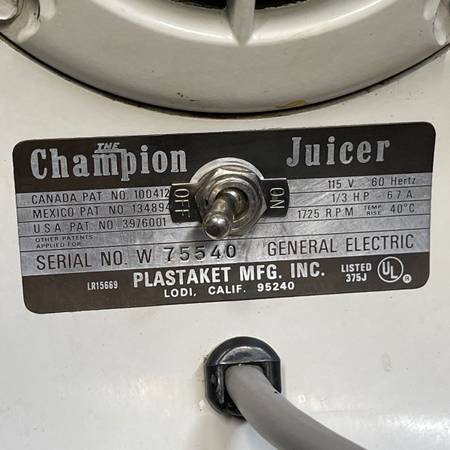 THE
Champion Juicer
CANADA PAT NO 100412
MEXICO PAT NO 134894
U.S.A. PAT NO 3976001
OTHER PATENTS
APPLIED FOR
OFF
ON
115 V 60 Hertz
1/3 HP 6.7 A.
1725 R.P.M. TEMP RISE 40°C
SERIAL NO. W 75540 GENERAL ELECTRIC
LR15669
PLASTAKET MFG. INC.
LODI, CALIF. 95240
LISTED
375J
UL